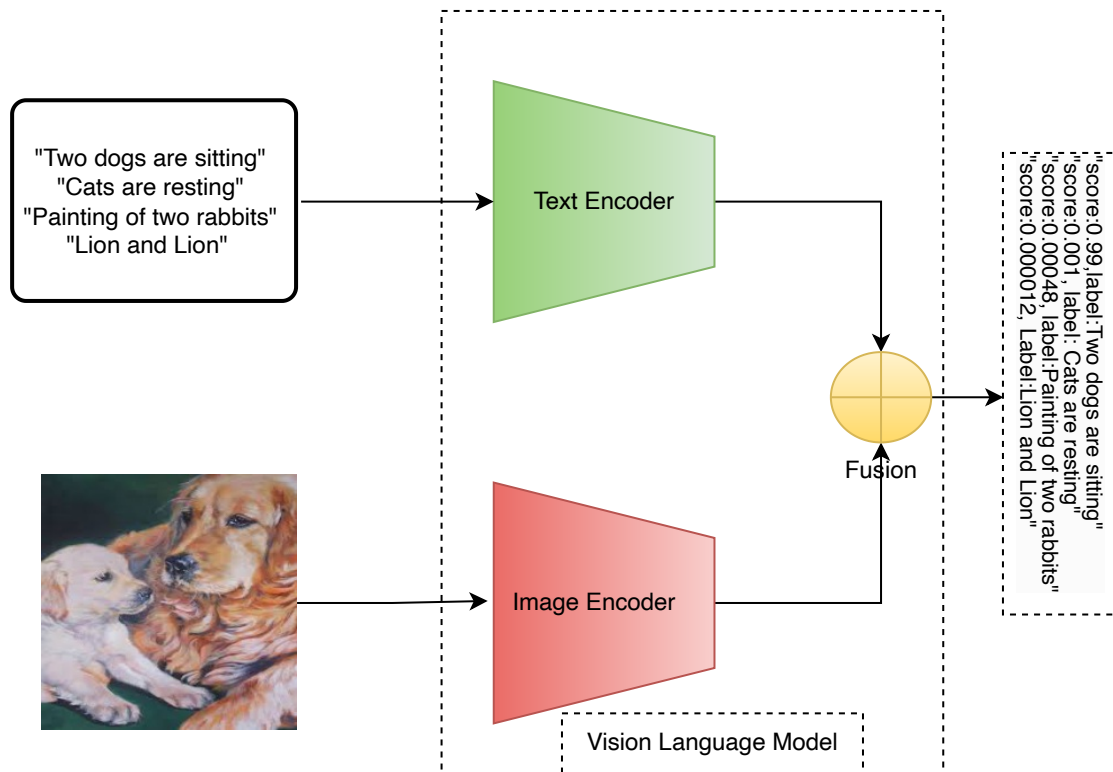 "Two dogs are sitting"
"Cats are resting"
"Painting of two rabbits"
"Lion and Lion"
Text Encoder
Fusion
Image Encoder
Vision Language Model
"score:0.99,label:Two dogs are sitting"
"score:0.001, label: Cats are resting"
"score:0.00048, label:Painting of two rabbits"
"score:0.000012, Label:Lion and Lion"